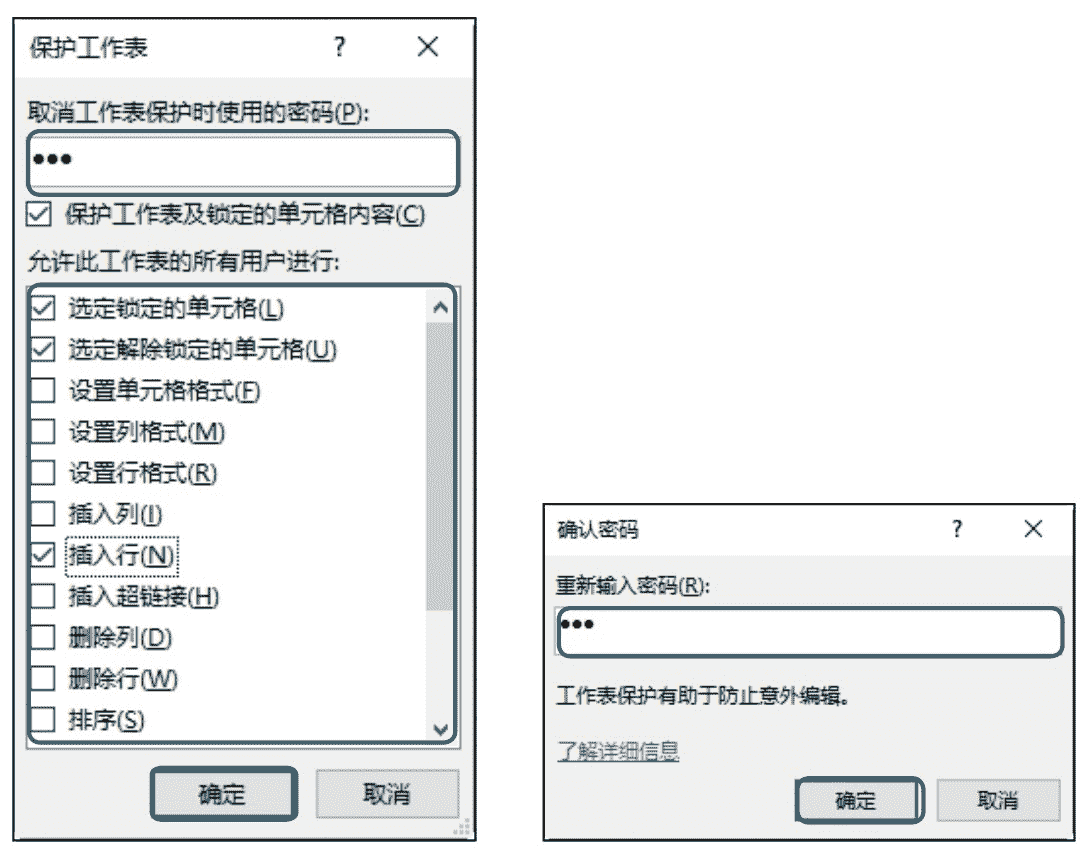 保护工作表 ?
取消工作表保护时使用的密码(P):
●●●
保护工作表及锁定的单元格内容(C)
允许此工作表的所有用户进行:
选定锁定的单元格(L)
选定解除锁定的单元格(U)
设置单元格格式(F)
设置列格式(M)
设置行格式(R)
插入列(I)
插入行(N)
插入超链接(H)
删除列(D)
删除行(W)
排序(S)
确定 取消
确认密码 ?
重新输入密码(R):
●●●
工作表保护有助于防止意外编辑。
了解详细信息
确定 取消